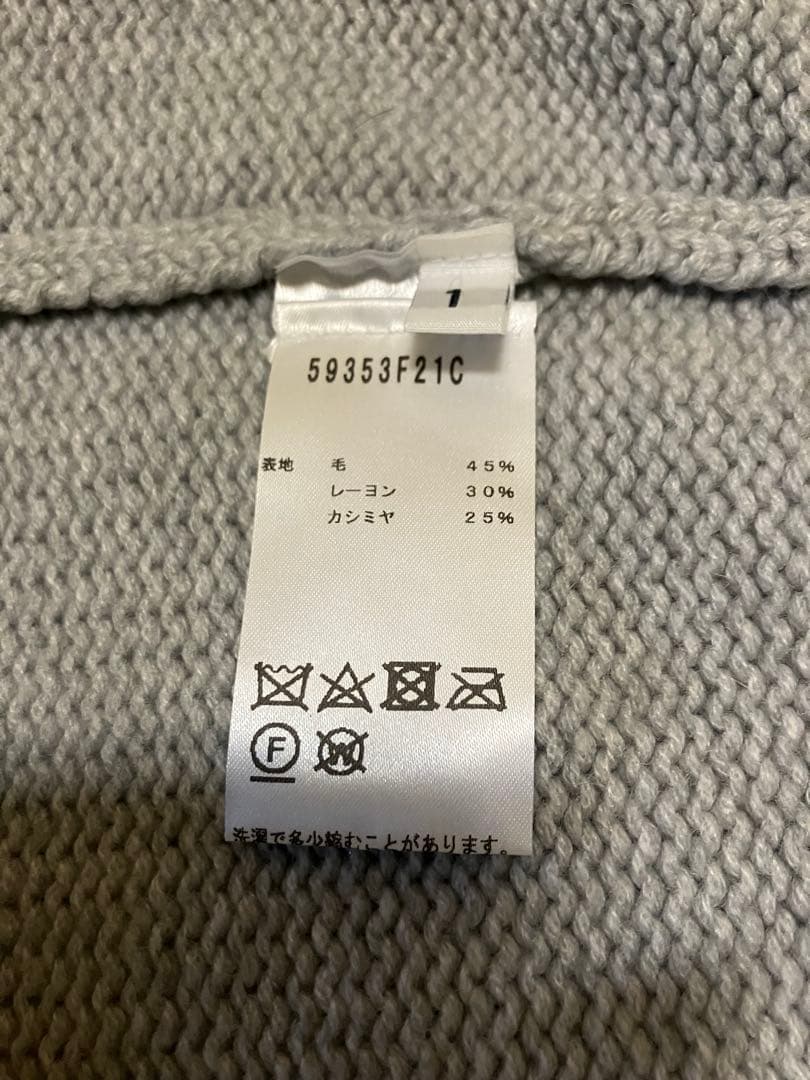 1
59353F21C
表地 毛 45%
レーヨン 30%
カシミヤ 25%
F
W
洗濯で多少縮むことがあります。